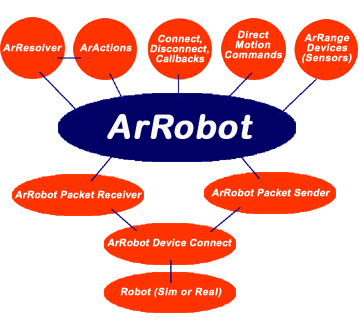 ArResolver
ArActions
Connect,
Disconnect,
Callbacks
Direct
Motion
Commands
ArRange
Devices
(Sensors)
ArRobot
ArRobot Packet Receiver
ArRobot Packet Sender
ArRobot Device Connect
Robot (Sim or Real)